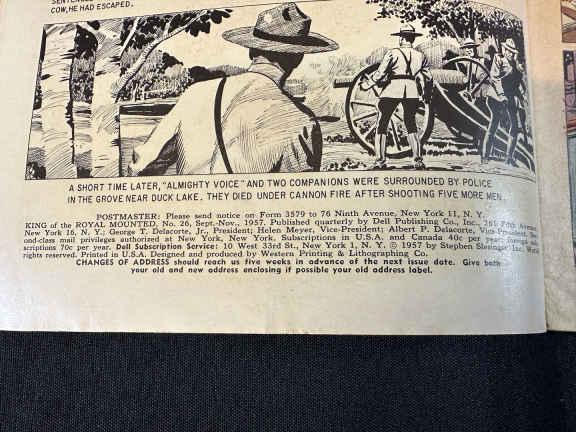 COW, HE HAD ESCAPED.
A SHORT TIME LATER, "ALMIGHTY VOICE" AND TWO COMPANIONS WERE SURROUNDED BY POLICE
IN THE GROVE NEAR DUCK LAKE. THEY DIED UNDER CANNON FIRE AFTER SHOOTING FIVE MORE MEN.
POSTMASTER: Please send notice on Form 3579 to 76 Ninth Avenue, New York 11, N. Y.
KING of the ROYAL MOUNTED, No. 26, Sept.-Nov., 1957. Published quarterly by Dell Publishing Co., Inc., 261 Fifth Avenue,
New York 16, N. Y.; George T. Delacorte, Jr., President; Helen Meyer, Vice-President; Albert P. Delacorte, Vice-President.
ond-class mail privileges authorized at New York, New York. Subscriptions in U.S.A. and Canada 40c per year; foreign sub-
scriptions 70c per year. Dell Subscription Service: 10 West 33rd St., New York 1, N. Y. © 1957 by Stephen Slesinger, Inc. World
rights reserved. Printed in U.S.A. Designed and produced by Western Printing & Lithographing Co.
CHANGES OF ADDRESS should reach us five weeks in advance of the next issue date. Give both
your old and new address enclosing if possible your old address label.